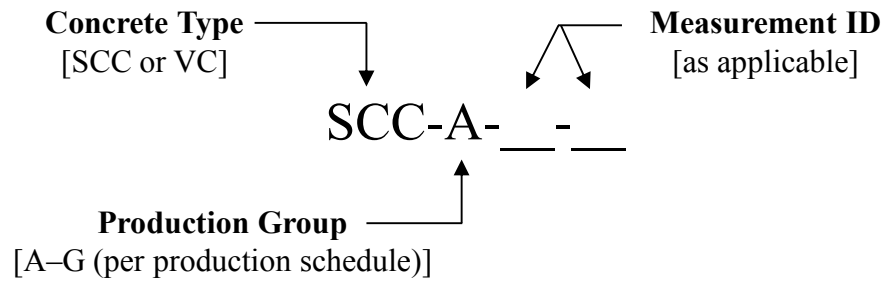 Concrete Type
[SCC or VC]
Measurement ID
[as applicable]
SCC-A-__-__
Production Group
[A–G (per production schedule)]